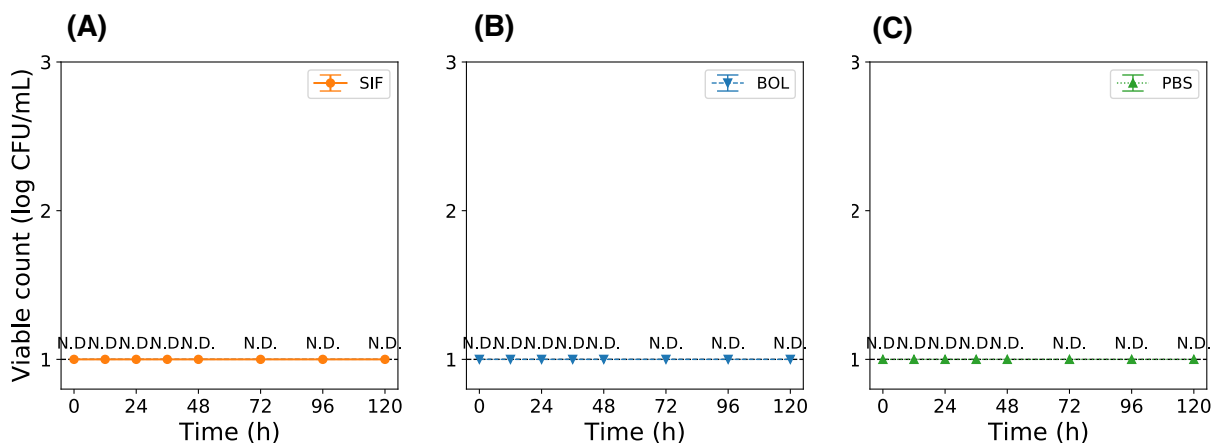 (A) (B) (C)
Viable count (log CFU/mL)
3
2
1
SIF
N.D. N.D. N.D. N.D. N.D. N.D. N.D. N.D.
0 24 48 72 96 120
Time (h)
3
2
1
BOL
N.D. N.D. N.D. N.D. N.D. N.D. N.D. N.D.
0 24 48 72 96 120
Time (h)
3
2
1
PBS
N.D. N.D. N.D. N.D. N.D. N.D. N.D. N.D.
0 24 48 72 96 120
Time (h)